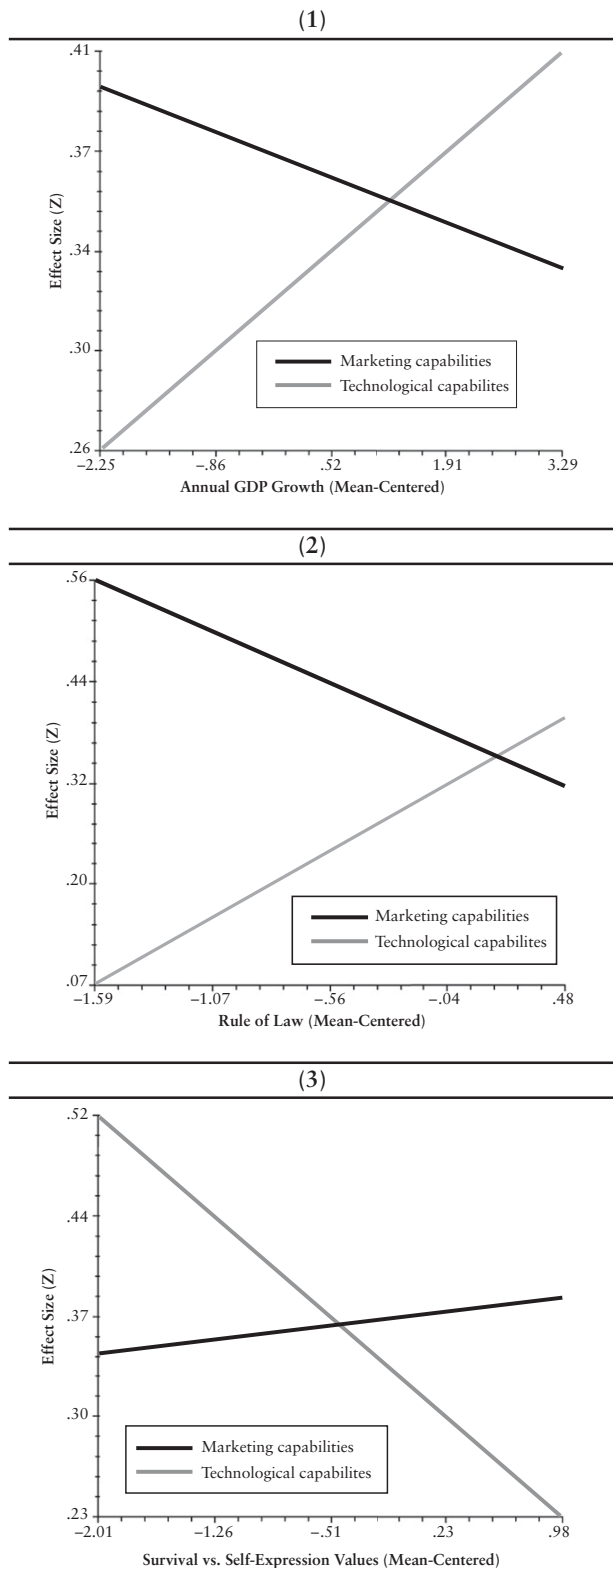 (1)
.41
.37
.34
.30
.26
Effect Size (Z)
Marketing capabilities
Technological capabilites
−2.25 −.86 .52 1.91 3.29
Annual GDP Growth (Mean-Centered)
(2)
.56
.44
.32
.20
.07
Effect Size (Z)
Marketing capabilities
Technological capabilites
−1.59 −1.07 −.56 −.04 .48
Rule of Law (Mean-Centered)
(3)
.52
.44
.37
.30
.23
Effect Size (Z)
Marketing capabilities
Technological capabilites
−2.01 −1.26 −.51 .23 .98
Survival vs. Self-Expression Values (Mean-Centered)